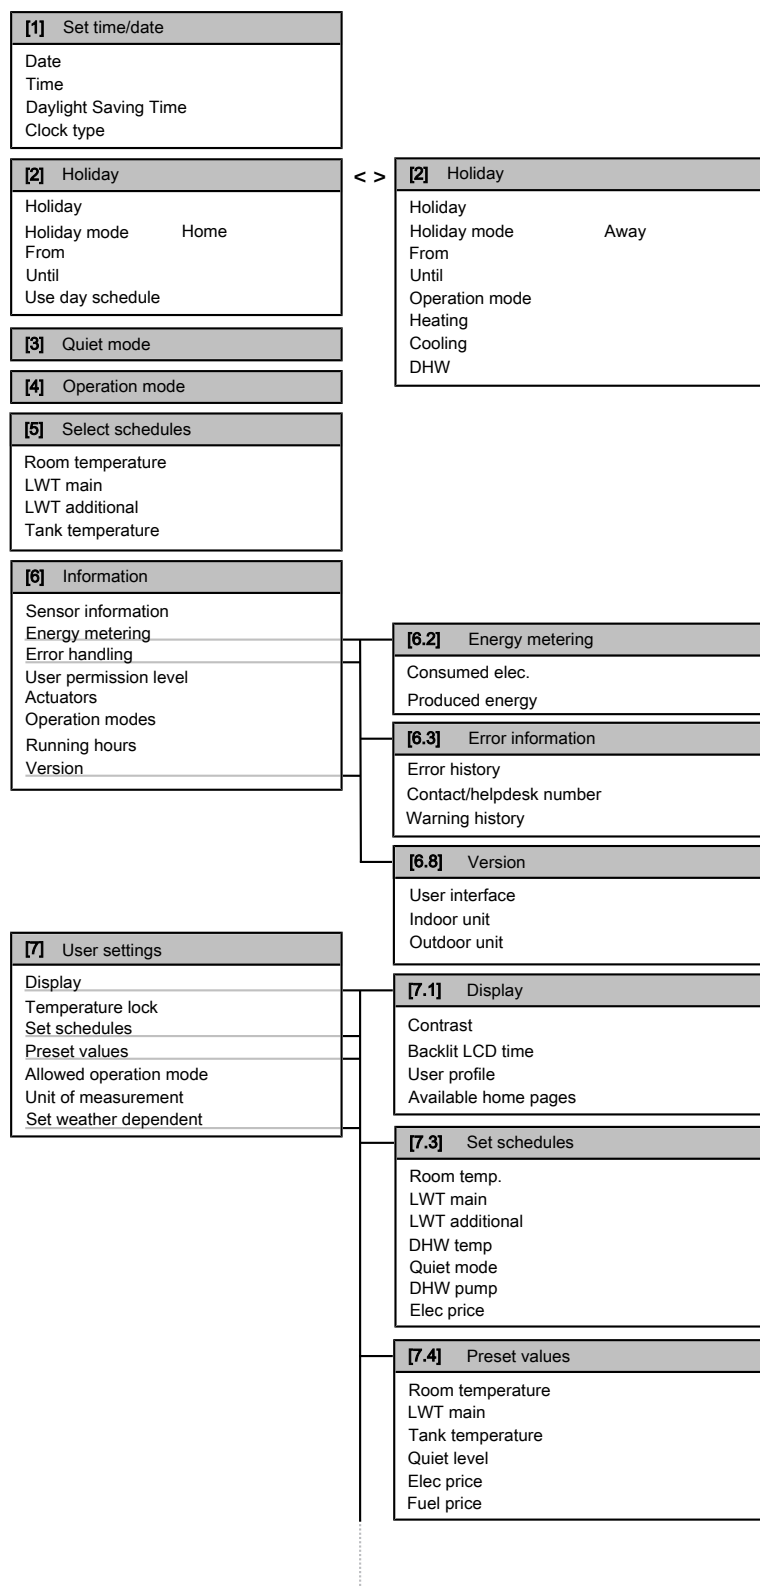 [1] Set time/date
Date
Time
Daylight Saving Time
Clock type
[2] Holiday
Holiday
Holiday mode Home
From
Until
Use day schedule
< >
[2] Holiday
Holiday
Holiday mode Away
From
Until
Operation mode
Heating
Cooling
DHW
[3] Quiet mode
[4] Operation mode
[5] Select schedules
Room temperature
LWT main
LWT additional
Tank temperature
[6] Information
Sensor information
Energy metering
Error handling
User permission level
Actuators
Operation modes
Running hours
Version
[6.2] Energy metering
Consumed elec.
Produced energy
[6.3] Error information
Error history
Contact/helpdesk number
Warning history
[6.8] Version
User interface
Indoor unit
Outdoor unit
[7] User settings
Display
Temperature lock
Set schedules
Preset values
Allowed operation mode
Unit of measurement
Set weather dependent
[7.1] Display
Contrast
Backlit LCD time
User profile
Available home pages
[7.3] Set schedules
Room temp.
LWT main
LWT additional
DHW temp
Quiet mode
DHW pump
Elec price
[7.4] Preset values
Room temperature
LWT main
Tank temperature
Quiet level
Elec price
Fuel price